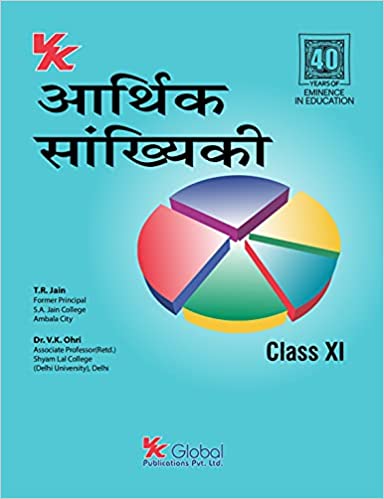 VK
40
YEARS OF
EMINENCE
IN EDUCATION
आर्थिक
सांख्यिकी
T.R. Jain
Former Principal
S.A. Jain College
Ambala City
Dr. V.K. Ohri
Associate Professor(Retd.)
Shyam Lal College
(Delhi University), Delhi
Class XI
VK Global
Publications Pvt. Ltd.